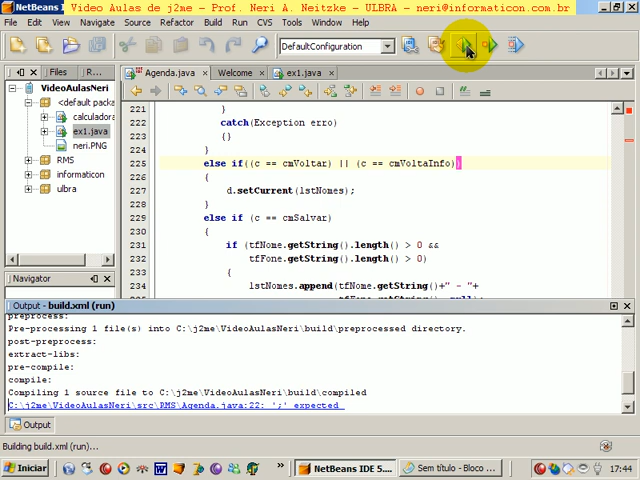 NetBeans
Video Aulas de j2me - Prof. Neri A. Neitzke - ULBRA - neri@informaticon.com.br
File Edit View Navigate Source Refactor Build Run CVS Tools Window Help
DefaultConfiguration
Files R...
Agenda.java Welcome ex1.java
VideoAulasNeri
<default packa
calculadora
ex1.java
neri.PNG
RMS
informaticon
ulbra
221 }
222 catch(Exception erro)
223 {}
224 }
225 else if((c == cmVoltar) || (c == cmVoltaInfo))
226 {
227 d.setCurrent(lstNomes);
228 }
229 else if (c == cmSalvar)
230 {
231 if (tfNome.getString().length() > 0 &&
232 tfFone.getString().length() > 0)
233 {
234 lstNomes.append(tfNome.getString()+" - "+
Navigator
Output - build.xml (run)
preprocess:
Pre-processing 1 file(s) into C:\j2me\VideoAulasNeri\build\preprocessed directory.
post-preprocess:
extract-libs:
pre-compile:
compile:
Compiling 1 source file to C:\j2me\VideoAulasNeri\build\compiled
C:\j2me\VideoAulasNeri\src\RMS\Agenda.java:22: ';' expected
Output
Building build.xml (run)...
Iniciar
NetBeans IDE 5....
Sem título - Bloco ...
17:44